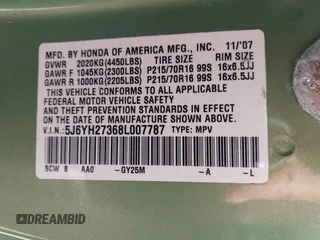 MFD. BY HONDA OF AMERICA MFG., INC. 11/'07
TIRE SIZE RIM SIZE
GVWR 2020KG(4450LBS)
GAWR F 1045KG(2300LBS) P215/70R16 99S 16x6.5JJ
GAWR R 1000KG(2205LBS) P215/70R16 99S 16x6.5JJ
THIS VEHICLE CONFORMS TO ALL APPLICABLE
FEDERAL MOTOR VEHICLE SAFETY, BUMPER,
AND THEFT PREVENTION STANDARDS IN EFFECT
ON THE DATE OF MANUFACTURE SHOWN ABOVE.
V.I.N.: 5J6YH27368L007787 TYPE: MPV
SCW 8 AA0 -GY25M -A -L
DREAMBID